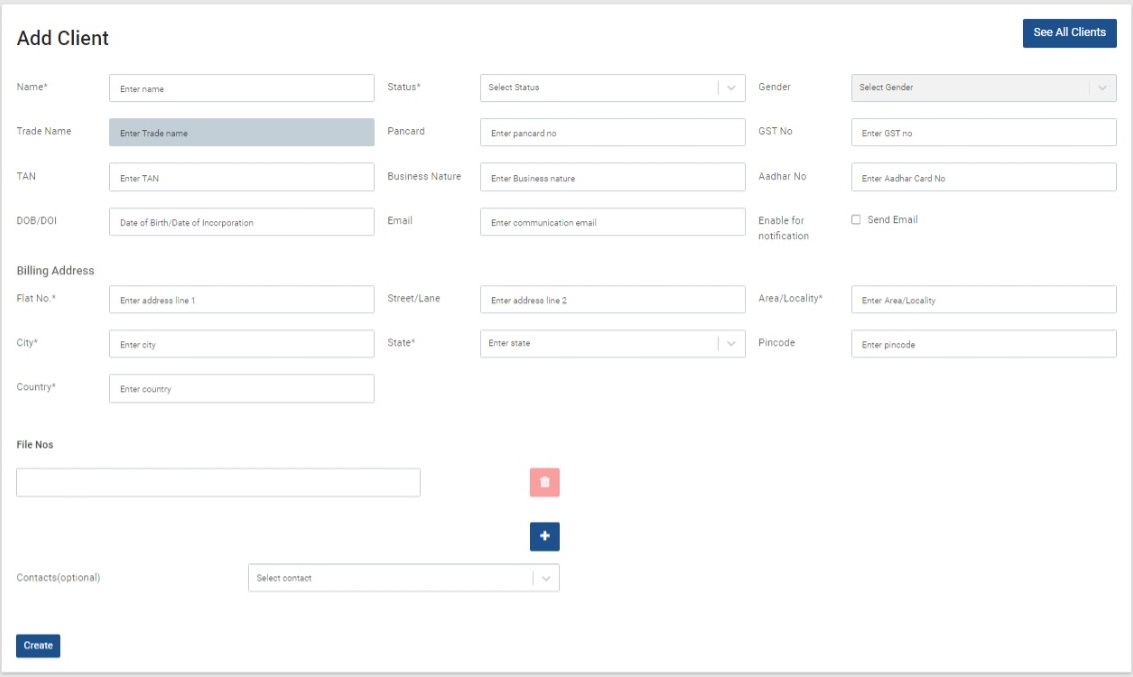 Add Client
See All Clients
Name* Enter name Status* Select Status Gender Select Gender
Trade Name Enter Trade name Pancard Enter pancard no GST No Enter GST no
TAN Enter TAN Business Nature Enter Business nature Aadhar No Enter Aadhar Card No
DOB/DOI Date of Birth/Date of Incorporation Email Enter communication email Enable for notification Send Email
Billing Address
Flat No.* Enter address line 1 Street/Lane Enter address line 2 Area/Locality* Enter Area/Locality
City* Enter city State* Enter state Pincode Enter pincode
Country* Enter country
File Nos
Contacts(optional) Select contact
Create